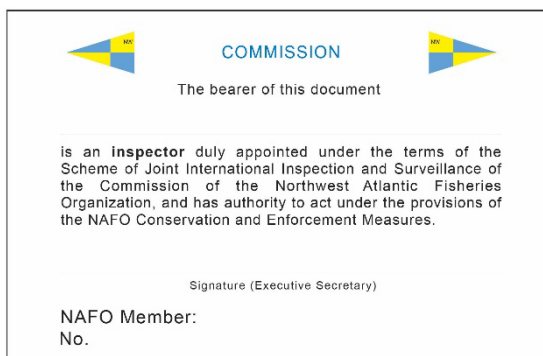 COMMISSION
The bearer of this document
is an inspector duly appointed under the terms of the
Scheme of Joint International Inspection and Surveillance of
the Commission of the Northwest Atlantic Fisheries
Organization, and has authority to act under the provisions of
the NAFO Conservation and Enforcement Measures.
Signature (Executive Secretary)
NAFO Member:
No.